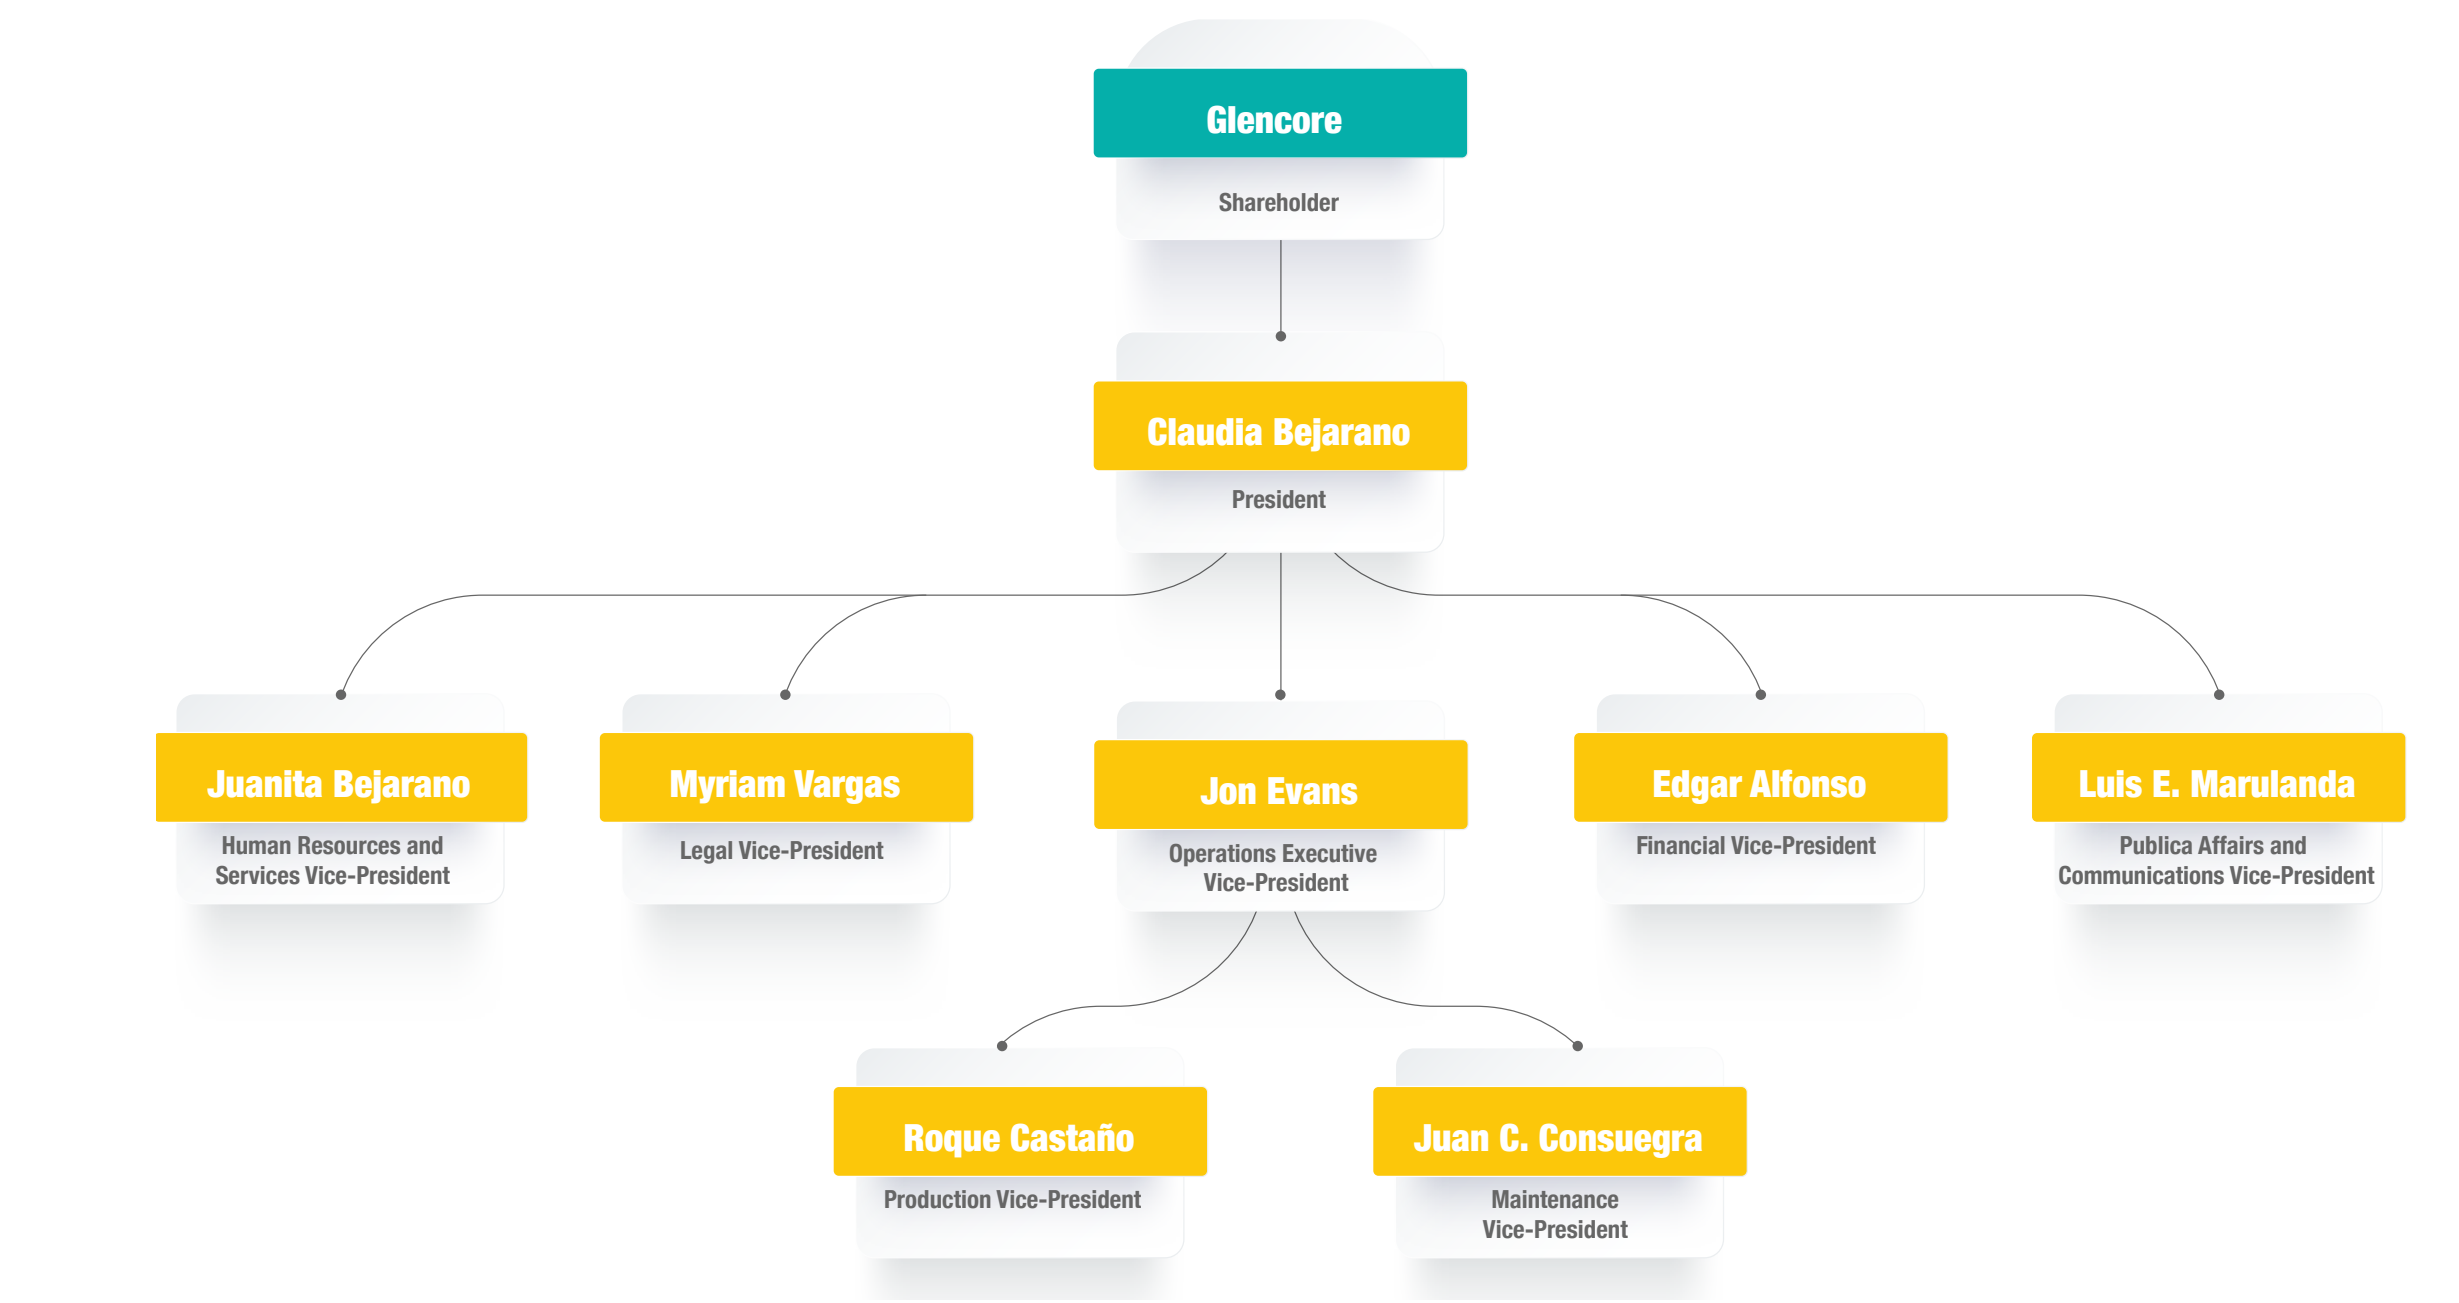 Glencore
Shareholder
Claudia Bejarano
President
Juanita Bejarano
Human Resources and
Services Vice-President
Myriam Vargas
Legal Vice-President
Jon Evans
Operations Executive
Vice-President
Edgar Alfonso
Financial Vice-President
Luis E. Marulanda
Publica Affairs and
Communications Vice-President
Roque Castaño
Production Vice-President
Juan C. Consuegra
Maintenance
Vice-President